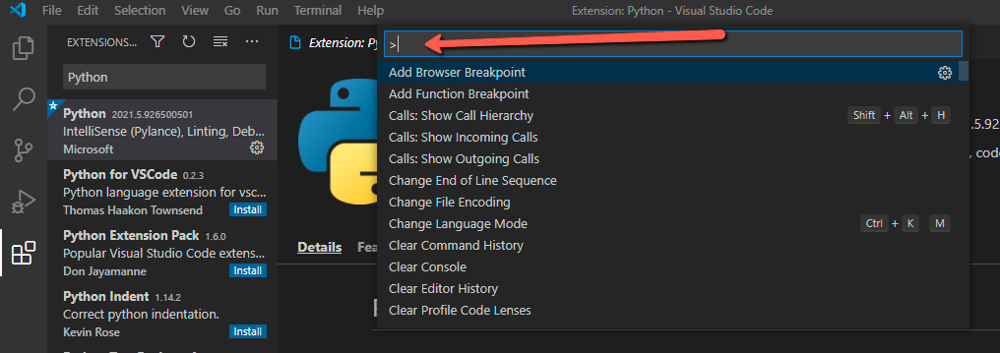 File Edit Selection View Go Run Terminal Help Extension: Python - Visual Studio Code
EXTENSIONS...
Python
Python 2021.5.926500501
IntelliSense (Pylance), Linting, Deb...
Microsoft
Python for VSCode 0.2.3
Python language extension for vsc...
Thomas Haakon Townsend Install
Python Extension Pack 1.6.0
Popular Visual Studio Code extens...
Don Jayamanne Install
Python Indent 1.14.2
Correct python indentation.
Kevin Rose Install
Extension: Py
>
Add Browser Breakpoint
Add Function Breakpoint
Calls: Show Call Hierarchy Shift + Alt + H
Calls: Show Incoming Calls
Calls: Show Outgoing Calls
Change End of Line Sequence
Change File Encoding
Change Language Mode Ctrl + K M
Clear Command History
Clear Console
Clear Editor History
Clear Profile Code Lenses
Details Fea
.5.92
, code